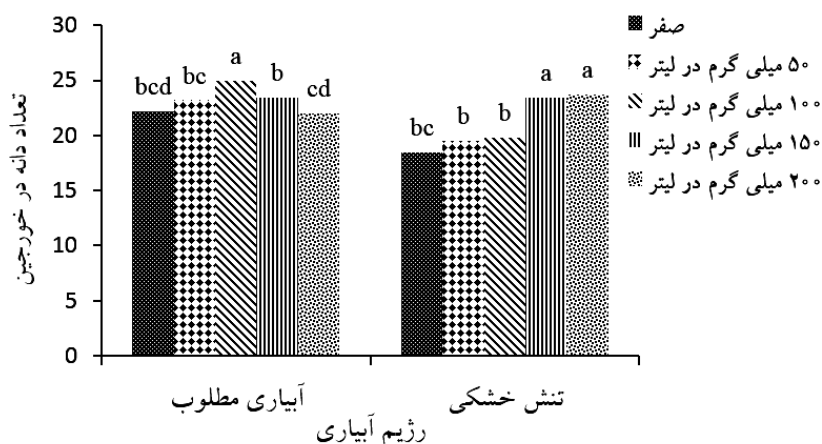 تعداد دانه در خورجین
30
25
20
15
10
5
0
bcd
bc
a
b
cd
bc
b
b
a
a
آبیاری مطلوب
تنش خشکی
رژیم آبیاری
صفر
۵۰ میلی گرم در لیتر
۱۰۰ میلی گرم در لیتر
۱۵۰ میلی گرم در لیتر
۲۰۰ میلی گرم در لیتر